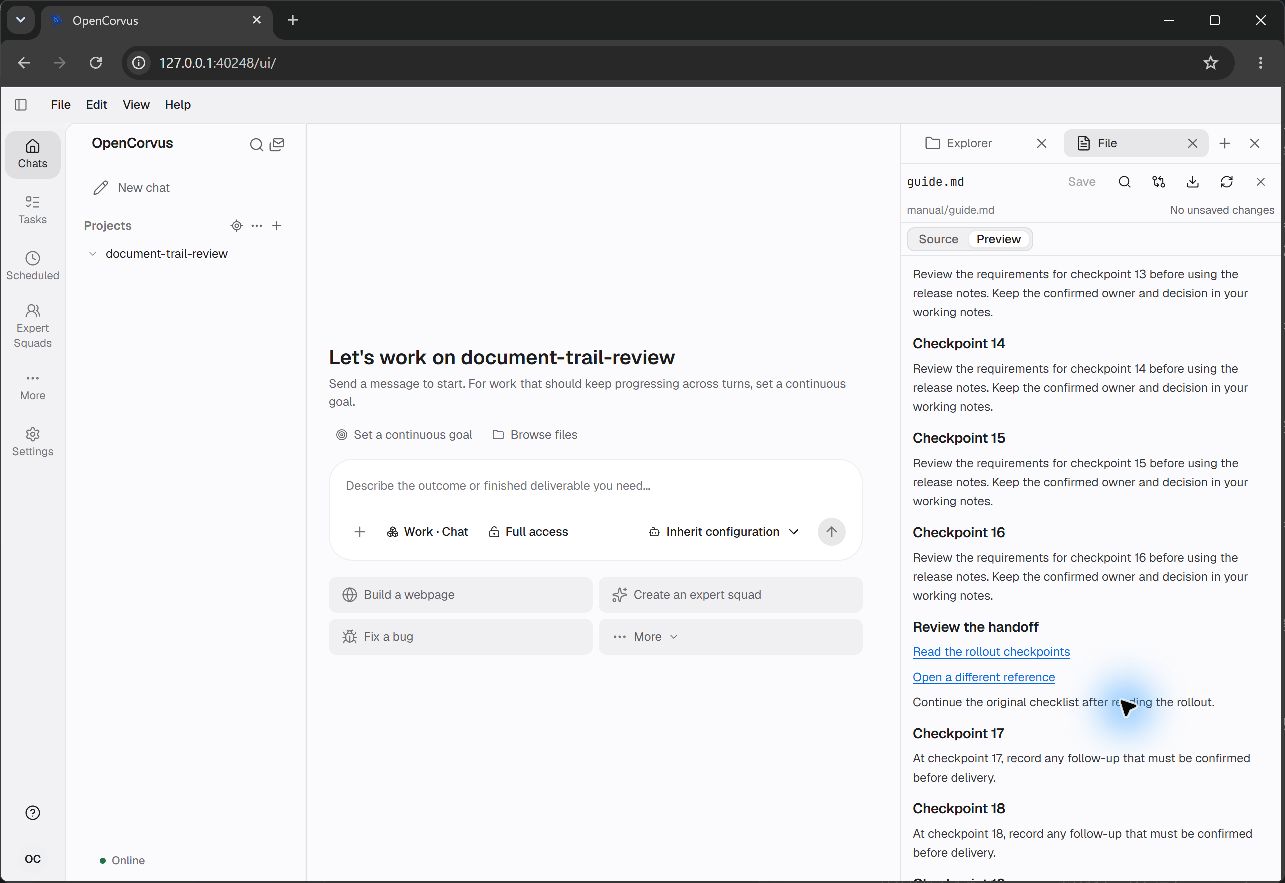 OpenCorvus
127.0.0.1:40248/ui/
File Edit View Help
Chats
Tasks
Scheduled
Expert
Squads
More
Settings
OC
OpenCorvus
New chat
Projects
document-trail-review
Online
Let's work on document-trail-review
Send a message to start. For work that should keep progressing across turns, set a continuous
goal.
Set a continuous goal Browse files
Describe the outcome or finished deliverable you need...
Work · Chat Full access Inherit configuration
Build a webpage Create an expert squad
Fix a bug More
Explorer File
guide.md Save
manual/guide.md No unsaved changes
Source Preview
Review the requirements for checkpoint 13 before using the
release notes. Keep the confirmed owner and decision in your
working notes.
Checkpoint 14
Review the requirements for checkpoint 14 before using the
release notes. Keep the confirmed owner and decision in your
working notes.
Checkpoint 15
Review the requirements for checkpoint 15 before using the
release notes. Keep the confirmed owner and decision in your
working notes.
Checkpoint 16
Review the requirements for checkpoint 16 before using the
release notes. Keep the confirmed owner and decision in your
working notes.
Review the handoff
Read the rollout checkpoints
Open a different reference
Continue the original checklist after reading the rollout.
Checkpoint 17
At checkpoint 17, record any follow-up that must be confirmed
before delivery.
Checkpoint 18
At checkpoint 18, record any follow-up that must be confirmed
before delivery.